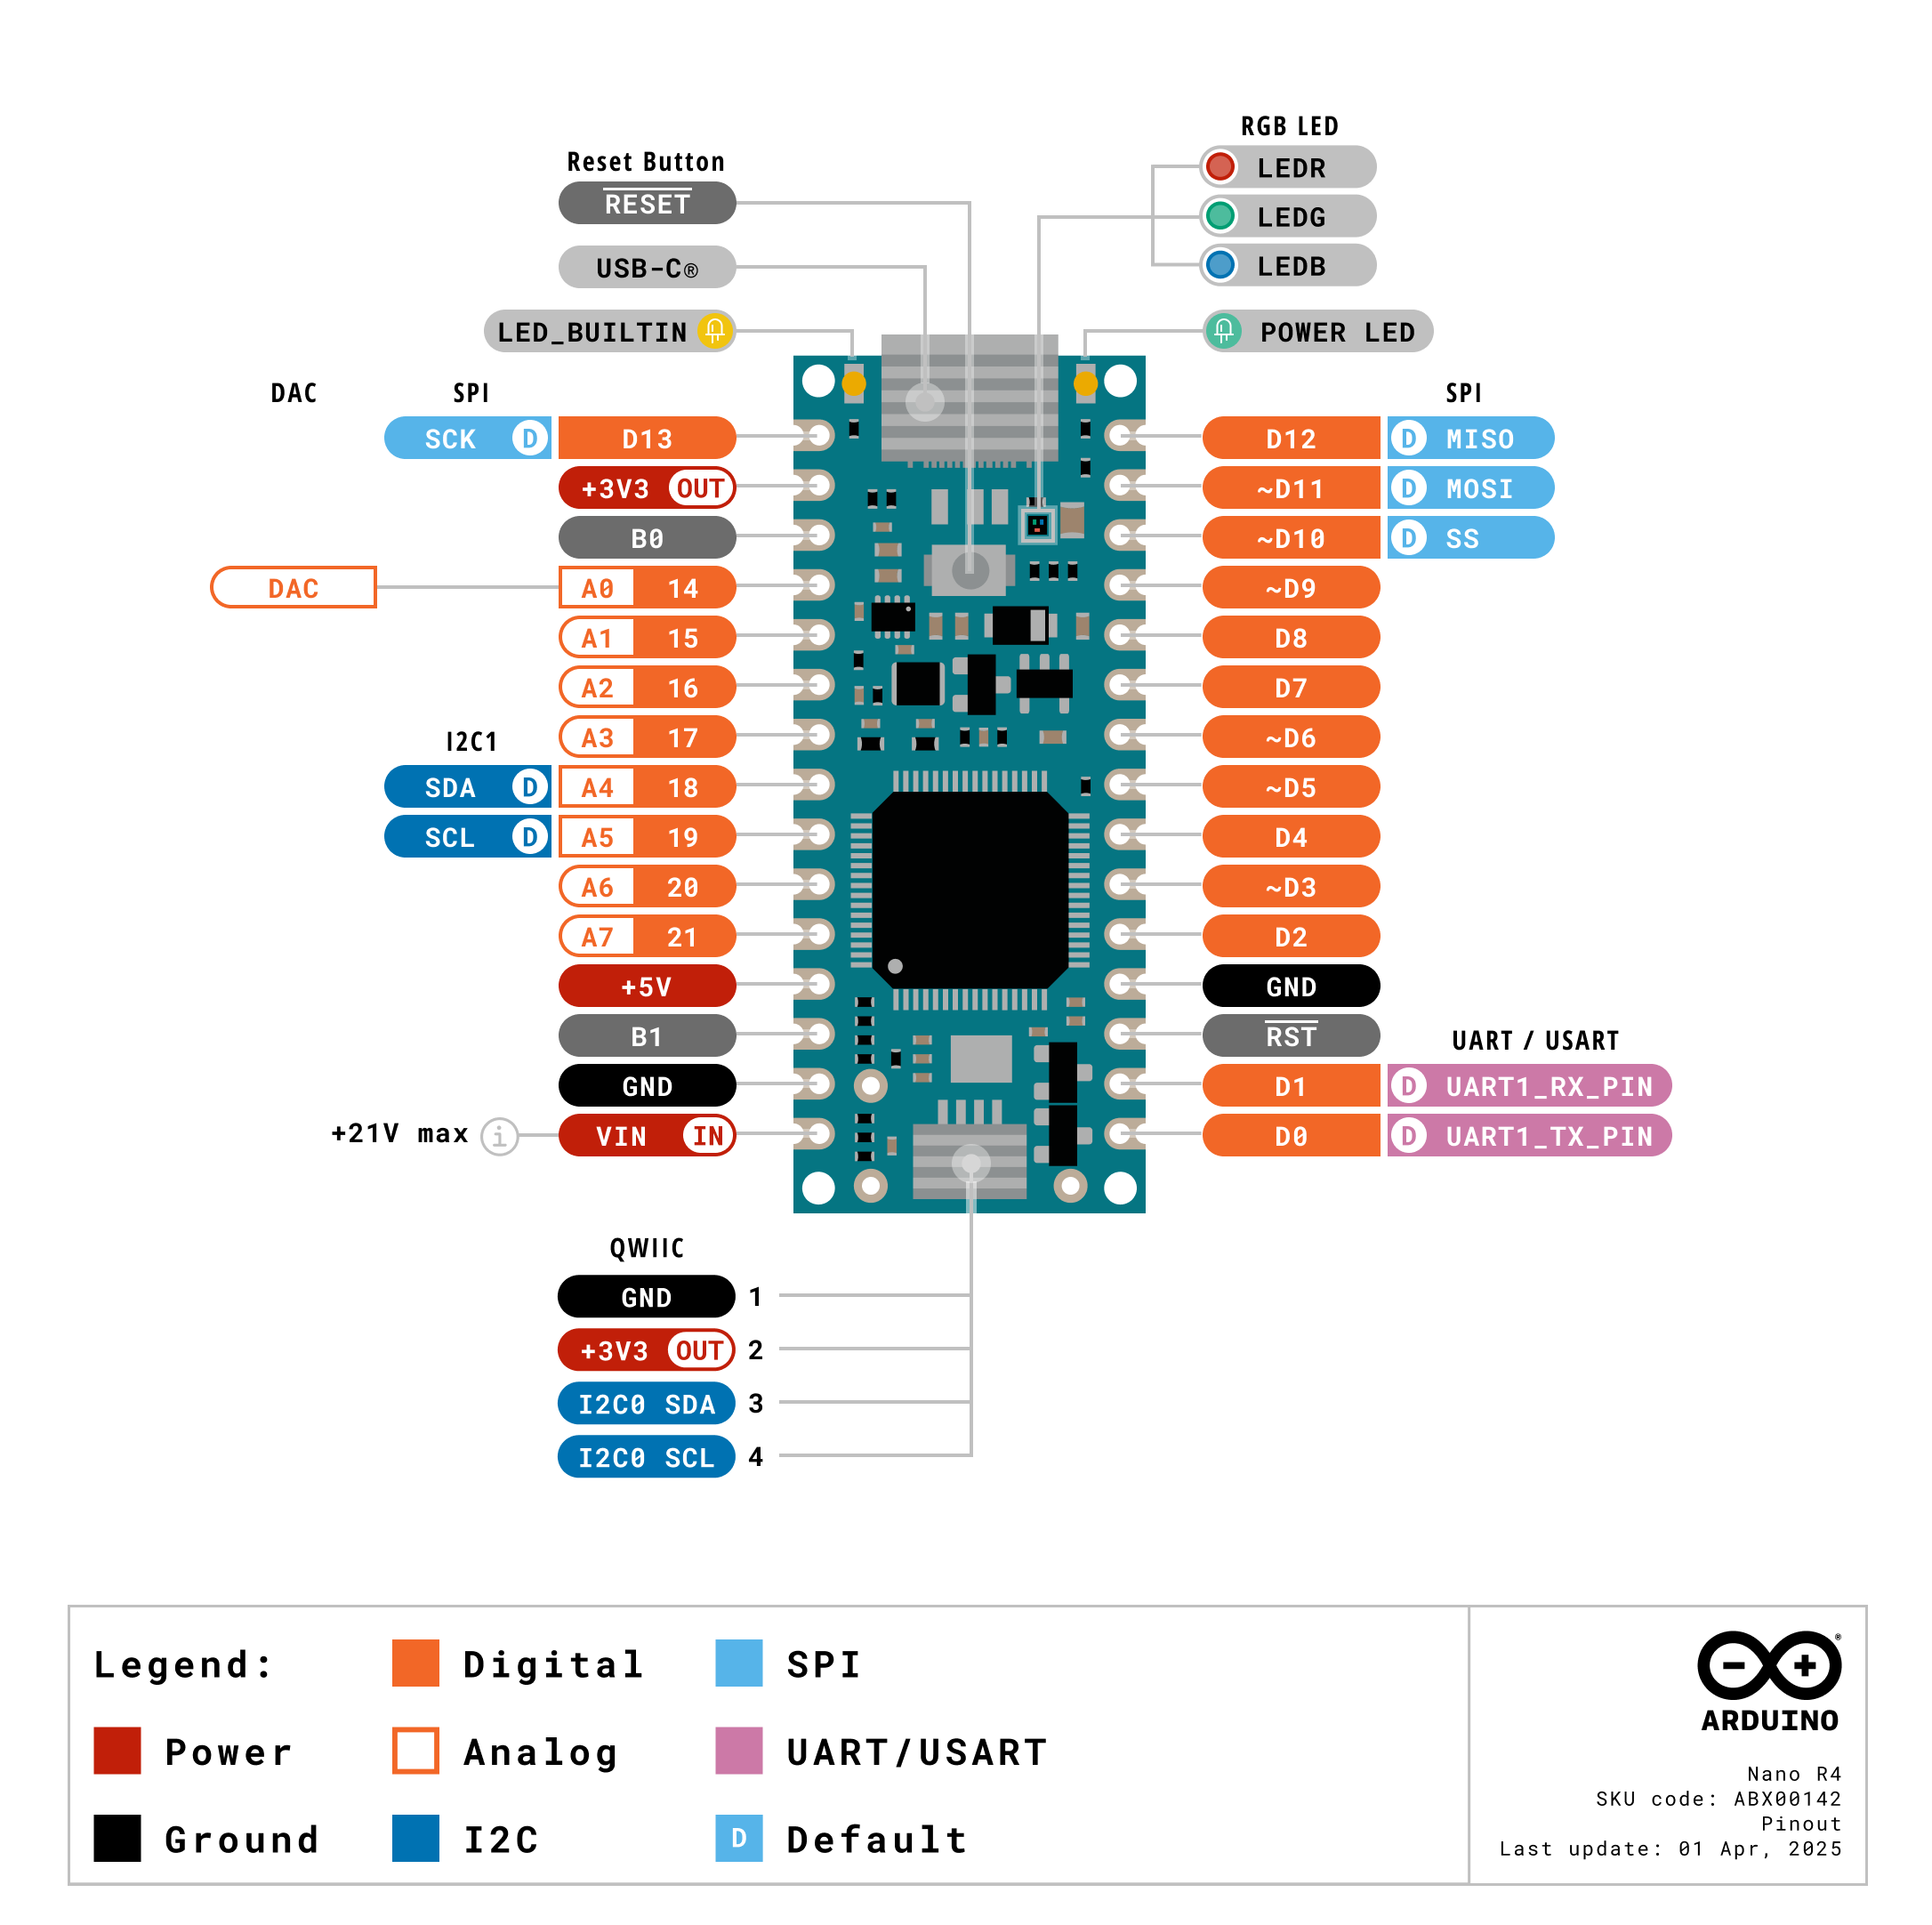 RGB LED
LEDR
LEDG
LEDB
Reset Button
RESET
USB-C®
LED_BUILTIN
POWER LED
DAC
SPI
SPI
SCK D D13
D12 D MISO
+3V3 OUT
~D11 D MOSI
B0
~D10 D SS
DAC A0 14
~D9
A1 15
D8
A2 16
D7
A3 17
~D6
I2C1
SDA D A4 18
~D5
SCL D A5 19
D4
A6 20
~D3
A7 21
D2
+5V
GND
B1
RST
UART / USART
GND
D1 D UART1_RX_PIN
+21V max i VIN IN
D0 D UART1_TX_PIN
QWIIC
GND 1
+3V3 OUT 2
I2C0 SDA 3
I2C0 SCL 4
Legend:
Digital
SPI
Power
Analog
UART/USART
Ground
I2C
D Default
®
ARDUINO
Nano R4
SKU code: ABX00142
Pinout
Last update: 01 Apr, 2025